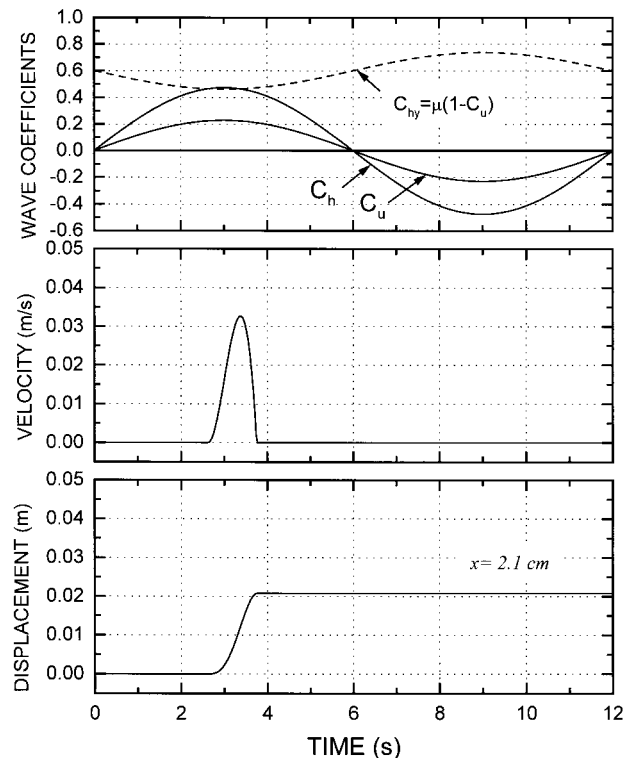 WAVE COEFFICIENTS
1.0
0.8
0.6
0.4
0.2
0.0
-0.2
-0.4
-0.6
C_hy=μ(1-C_u)
C_h
C_u
VELOCITY (m/s)
0.05
0.04
0.03
0.02
0.01
0.00
DISPLACEMENT (m)
0.05
0.04
0.03
0.02
0.01
0.00
x= 2.1 cm
0 2 4 6 8 10 12
TIME (s)